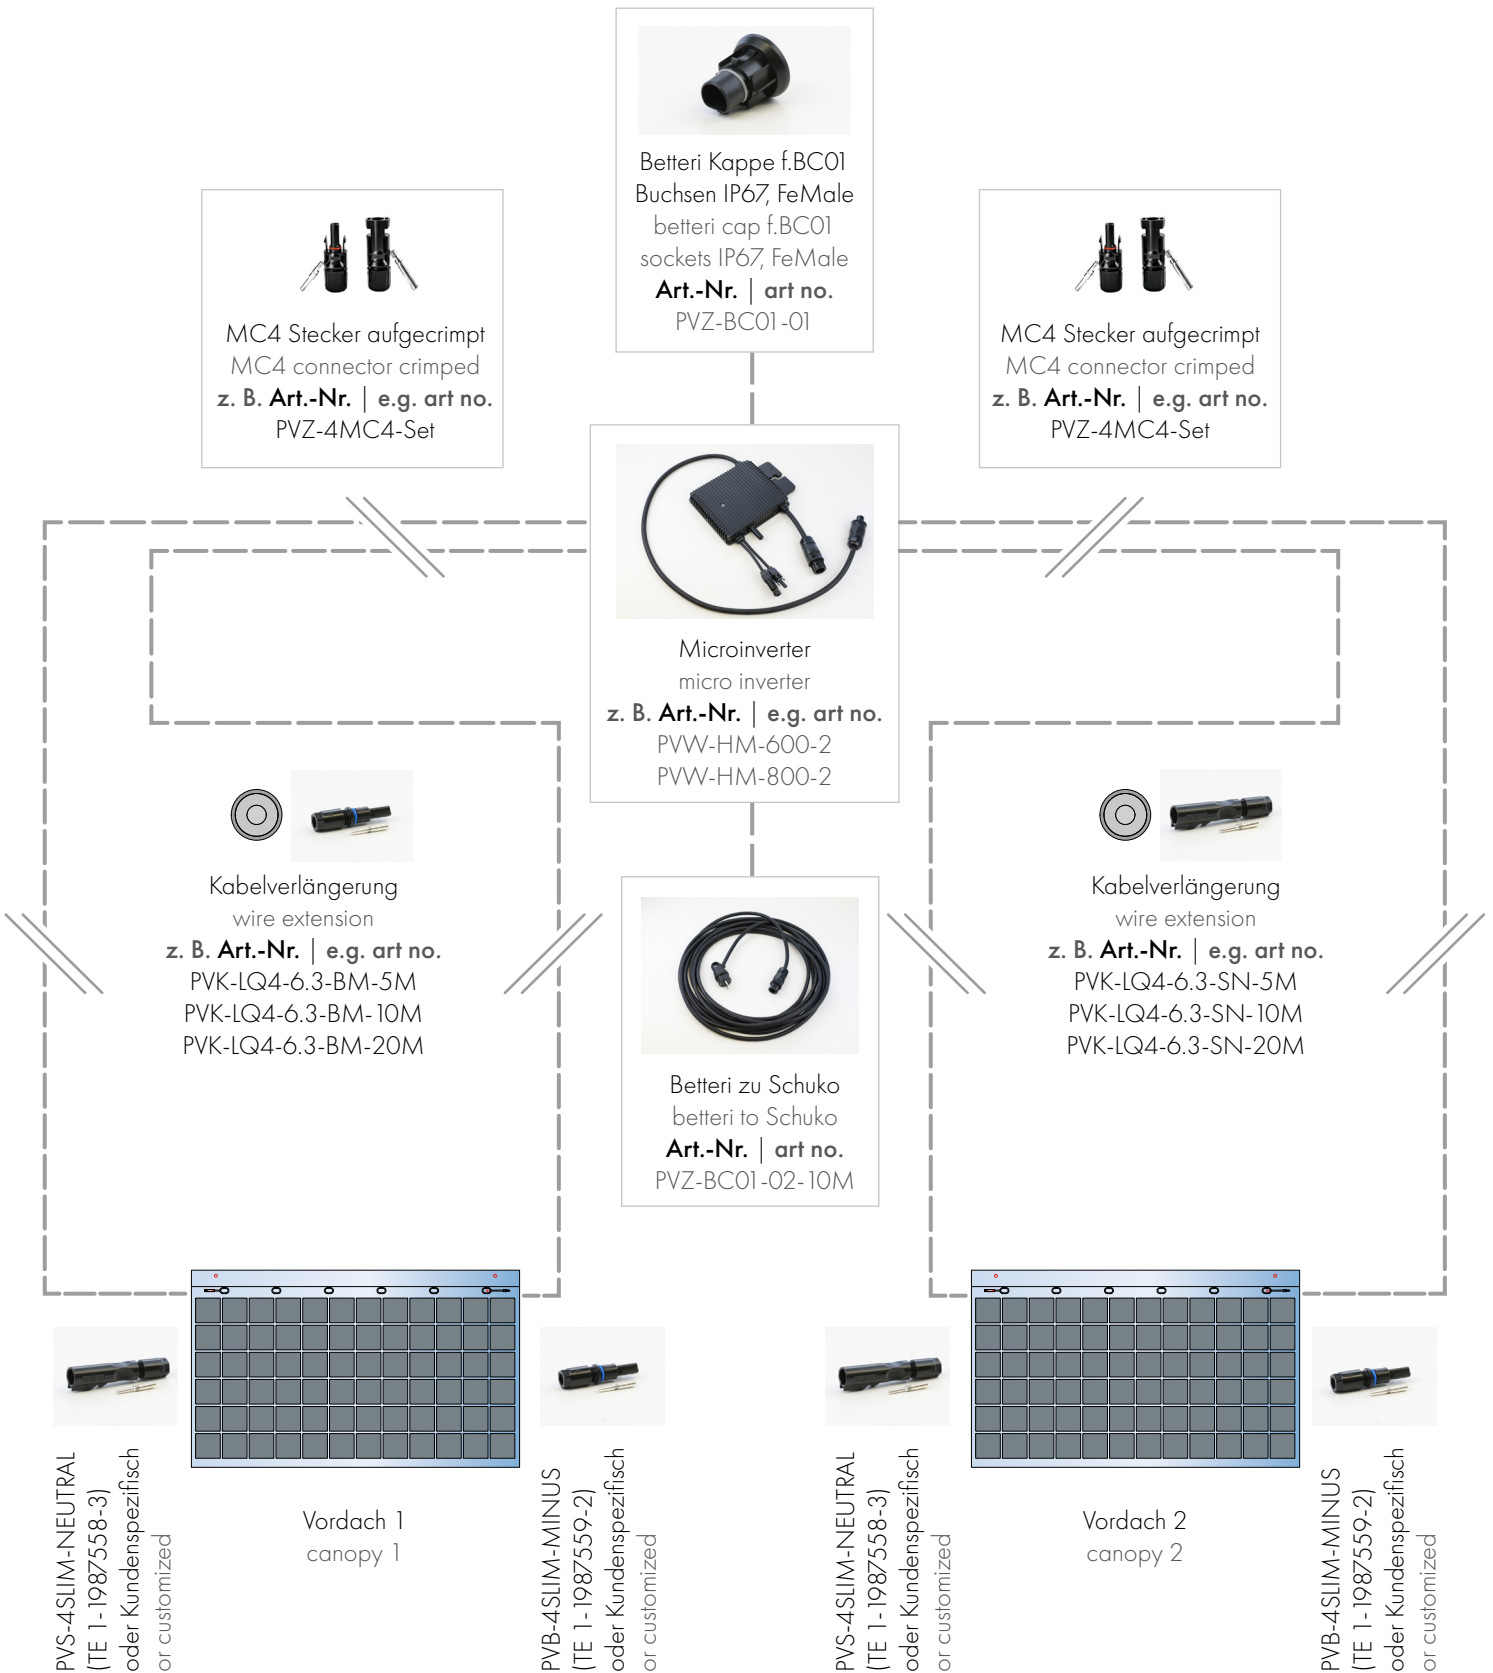 Betteri Kappe f.BC01
Buchsen IP67, FeMale
betteri cap f.BC01
sockets IP67, FeMale
Art.-Nr. | art no.
PVZ-BC01-01
MC4 Stecker aufgecrimpt
MC4 connector crimped
z. B. Art.-Nr. | e.g. art no.
PVZ-4MC4-Set
MC4 Stecker aufgecrimpt
MC4 connector crimped
z. B. Art.-Nr. | e.g. art no.
PVZ-4MC4-Set
Microinverter
micro inverter
z. B. Art.-Nr. | e.g. art no.
PVW-HM-600-2
PVW-HM-800-2
Kabelverlängerung
wire extension
z. B. Art.-Nr. | e.g. art no.
PVK-LQ4-6.3-BM-5M
PVK-LQ4-6.3-BM-10M
PVK-LQ4-6.3-BM-20M
Kabelverlängerung
wire extension
z. B. Art.-Nr. | e.g. art no.
PVK-LQ4-6.3-SN-5M
PVK-LQ4-6.3-SN-10M
PVK-LQ4-6.3-SN-20M
Betteri zu Schuko
betteri to Schuko
Art.-Nr. | art no.
PVZ-BC01-02-10M
PVS-4SLIM-NEUTRAL
(TE 1-1987558-3)
oder Kundenspezifisch
or customized
Vordach 1
canopy 1
PVB-4SLIM-MINUS
(TE 1-1987559-2)
oder Kundenspezifisch
or customized
PVS-4SLIM-NEUTRAL
(TE 1-1987558-3)
oder Kundenspezifisch
or customized
Vordach 2
canopy 2
PVB-4SLIM-MINUS
(TE 1-1987559-2)
oder Kundenspezifisch
or customized